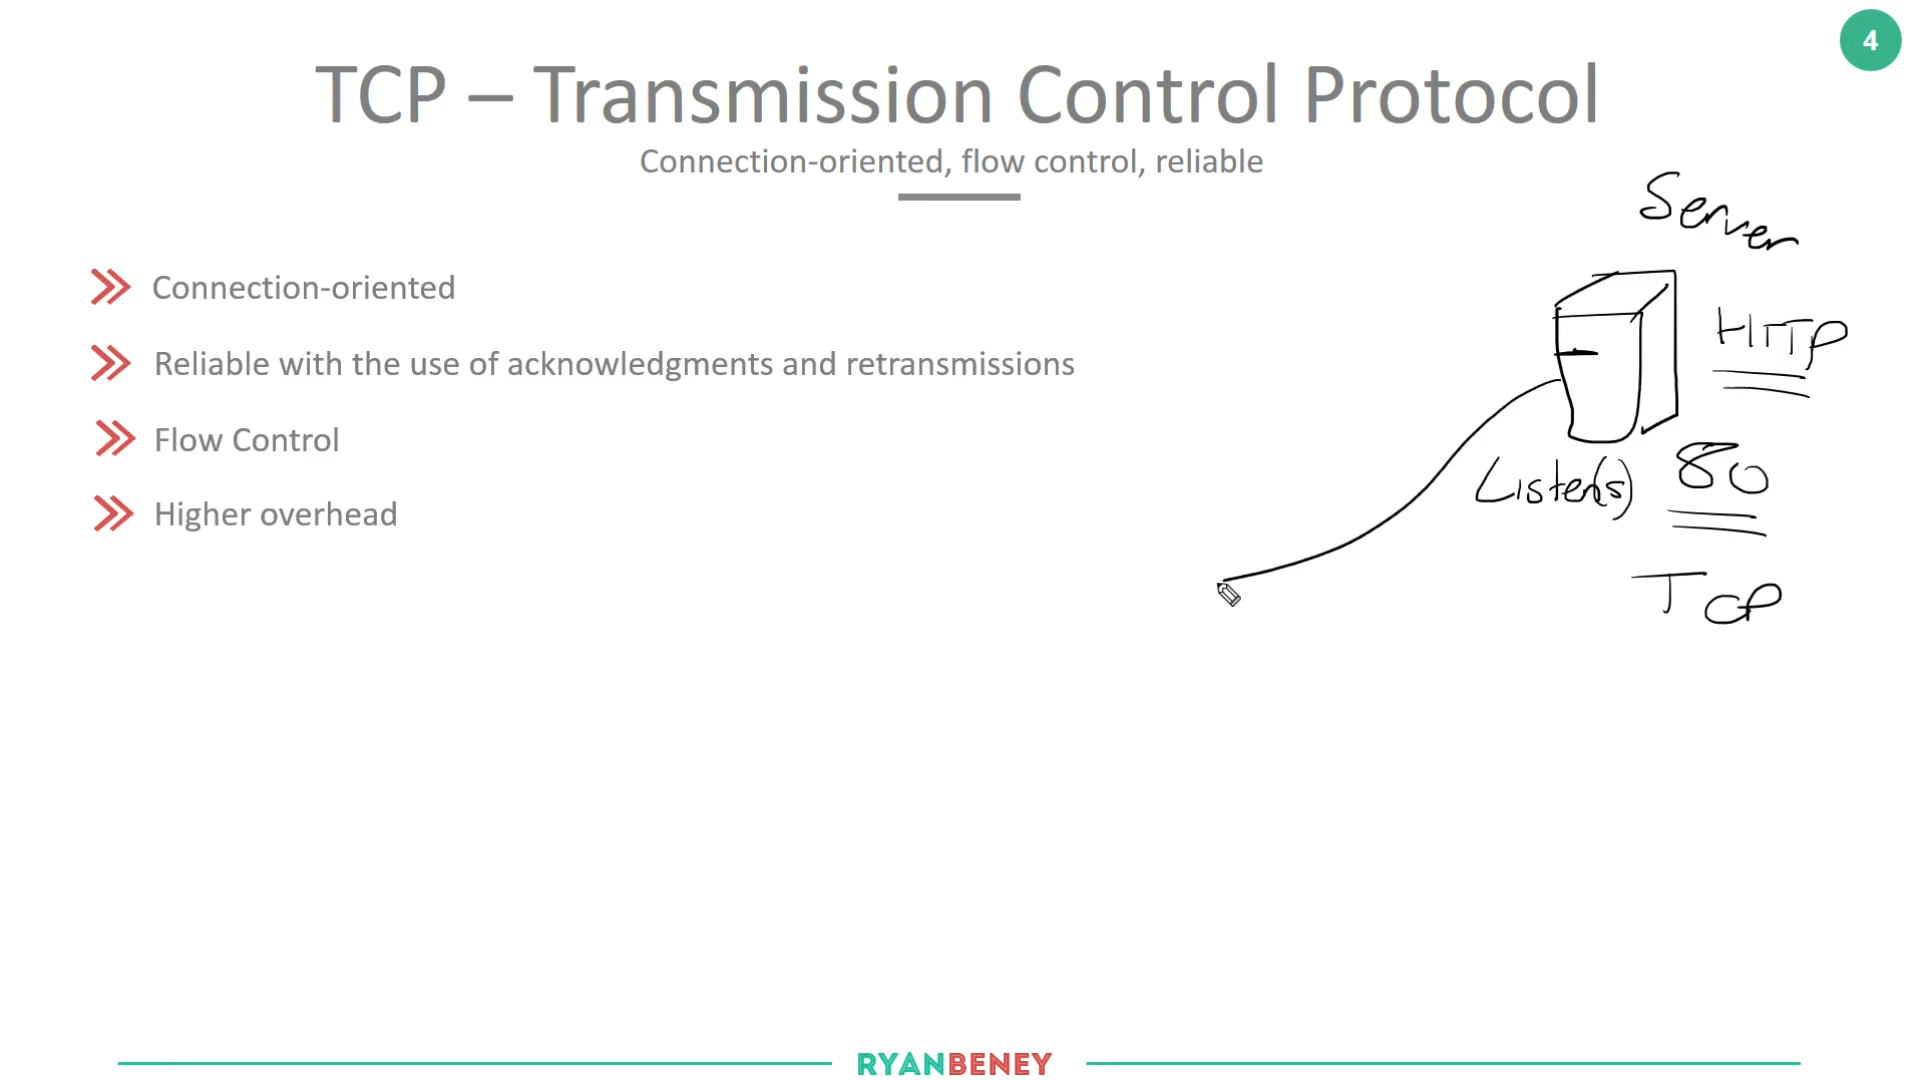 4
TCP – Transmission Control Protocol
Connection-oriented, flow control, reliable
Connection-oriented
Reliable with the use of acknowledgments and retransmissions
Flow Control
Higher overhead
Server
HTTP
Listen(s) 80
TCP
RYANBENEY